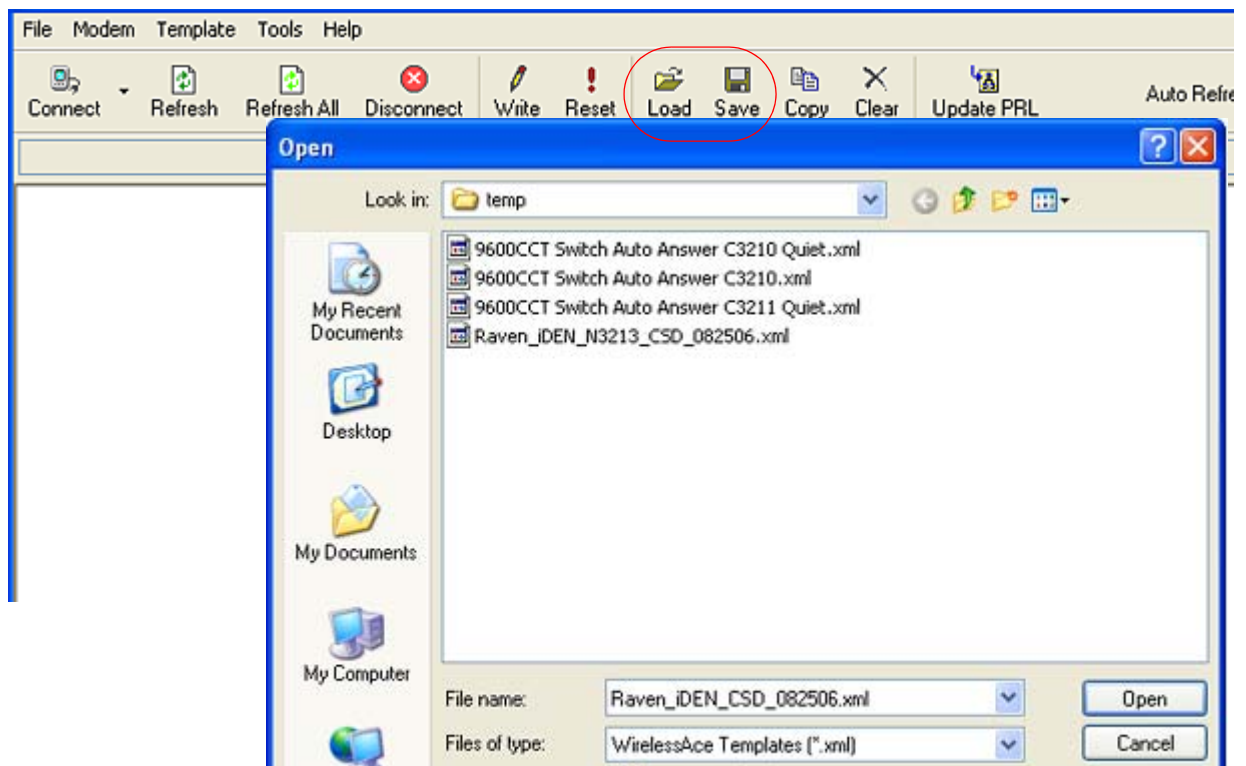 File Modem Template Tools Help
Connect Refresh Refresh All Disconnect Write Reset Load Save Copy Clear Update PRL Auto Refre
Open
Look in: temp
9600CCT Switch Auto Answer C3210 Quiet.xml
9600CCT Switch Auto Answer C3210.xml
9600CCT Switch Auto Answer C3211 Quiet.xml
Raven_iDEN_N3213_CSD_082506.xml
My Recent
Documents
Desktop
My Documents
My Computer
File name: Raven_iDEN_CSD_082506.xml Open
Files of type: WirelessAce Templates (*.xml) Cancel